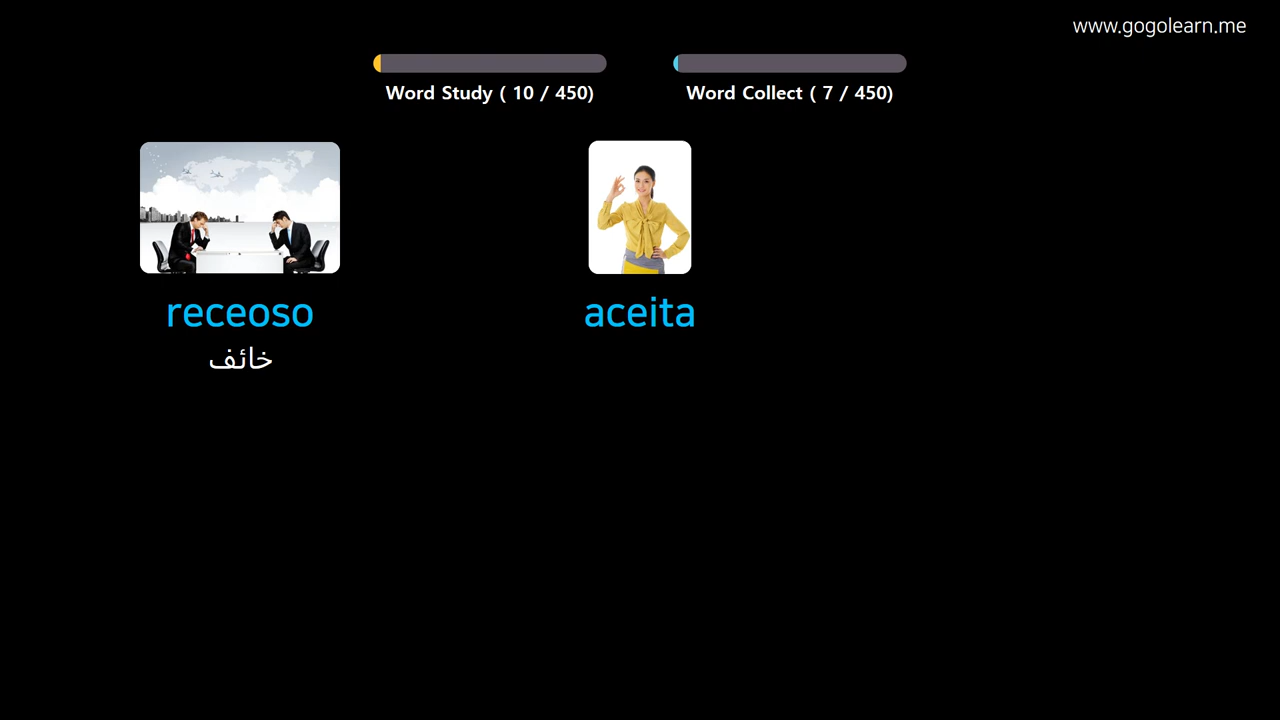 www.gogolearn.me
Word Study ( 10 / 450)
Word Collect ( 7 / 450)
receoso
خائف
aceita